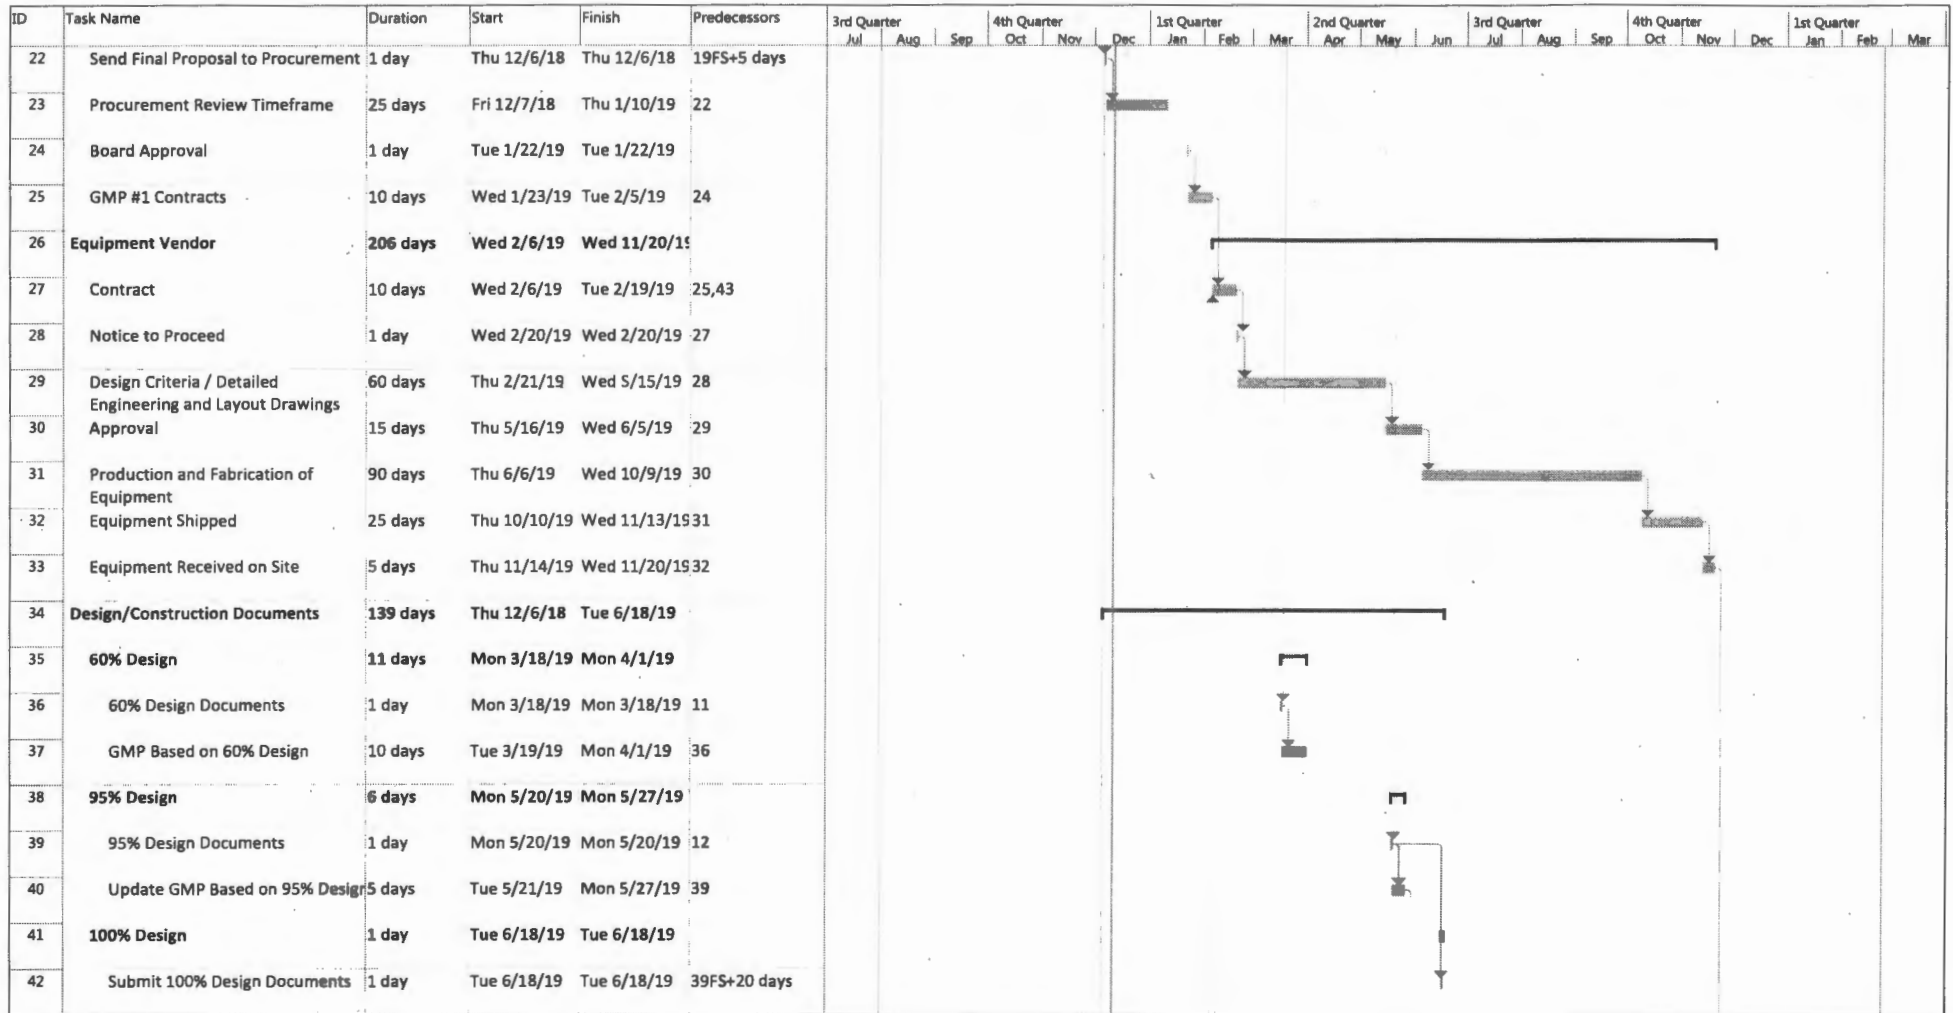 ID Task Name Duration Start Finish Predecessors 3rd Quarter 4th Quarter 1st Quarter 2nd Quarter 3rd Quarter 4th Quarter 1st Quarter
Jul Aug Sep Oct Nov Dec Jan Feb Mar Apr May Jun Jul Aug Sep Oct Nov Dec Jan Feb Mar
22 Send Final Proposal to Procurement 1 day Thu 12/6/18 Thu 12/6/18 19FS+5 days
23 Procurement Review Timeframe 25 days Fri 12/7/18 Thu 1/10/19 22
24 Board Approval 1 day Tue 1/22/19 Tue 1/22/19
25 GMP #1 Contracts 10 days Wed 1/23/19 Tue 2/5/19 24
26 Equipment Vendor 206 days Wed 2/6/19 Wed 11/20/19
27 Contract 10 days Wed 2/6/19 Tue 2/19/19 25,43
28 Notice to Proceed 1 day Wed 2/20/19 Wed 2/20/19 27
29 Design Criteria / Detailed 60 days Thu 2/21/19 Wed 5/15/19 28
Engineering and Layout Drawings
30 Approval 15 days Thu 5/16/19 Wed 6/5/19 29
31 Production and Fabrication of 90 days Thu 6/6/19 Wed 10/9/19 30
Equipment
32 Equipment Shipped 25 days Thu 10/10/19 Wed 11/13/19 31
33 Equipment Received on Site 5 days Thu 11/14/19 Wed 11/20/19 32
34 Design/Construction Documents 139 days Thu 12/6/18 Tue 6/18/19
35 60% Design 11 days Mon 3/18/19 Mon 4/1/19
36 60% Design Documents 1 day Mon 3/18/19 Mon 3/18/19 11
37 GMP Based on 60% Design 10 days Tue 3/19/19 Mon 4/1/19 36
38 95% Design 6 days Mon 5/20/19 Mon 5/27/19
39 95% Design Documents 1 day Mon 5/20/19 Mon 5/20/19 12
40 Update GMP Based on 95% Design 5 days Tue 5/21/19 Mon 5/27/19 39
41 100% Design 1 day Tue 6/18/19 Tue 6/18/19
42 Submit 100% Design Documents 1 day Tue 6/18/19 Tue 6/18/19 39FS+20 days